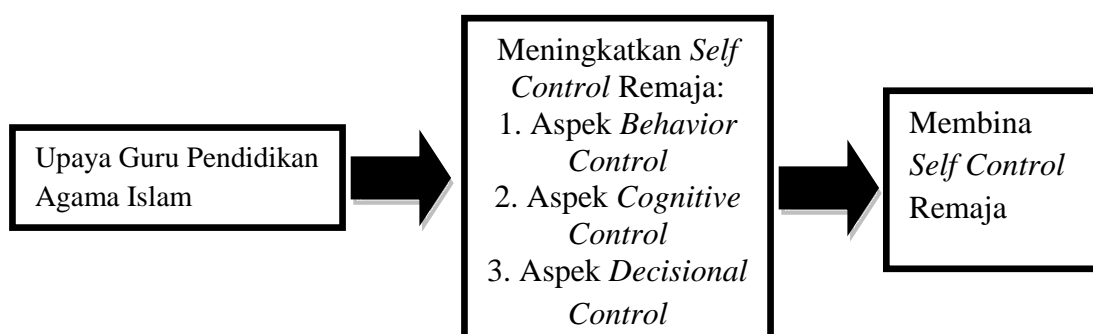 Upaya Guru Pendidikan
Agama Islam
Meningkatkan Self
Control Remaja:
1. Aspek Behavior
Control
2. Aspek Cognitive
Control
3. Aspek Decisional
Control
Membina
Self Control
Remaja